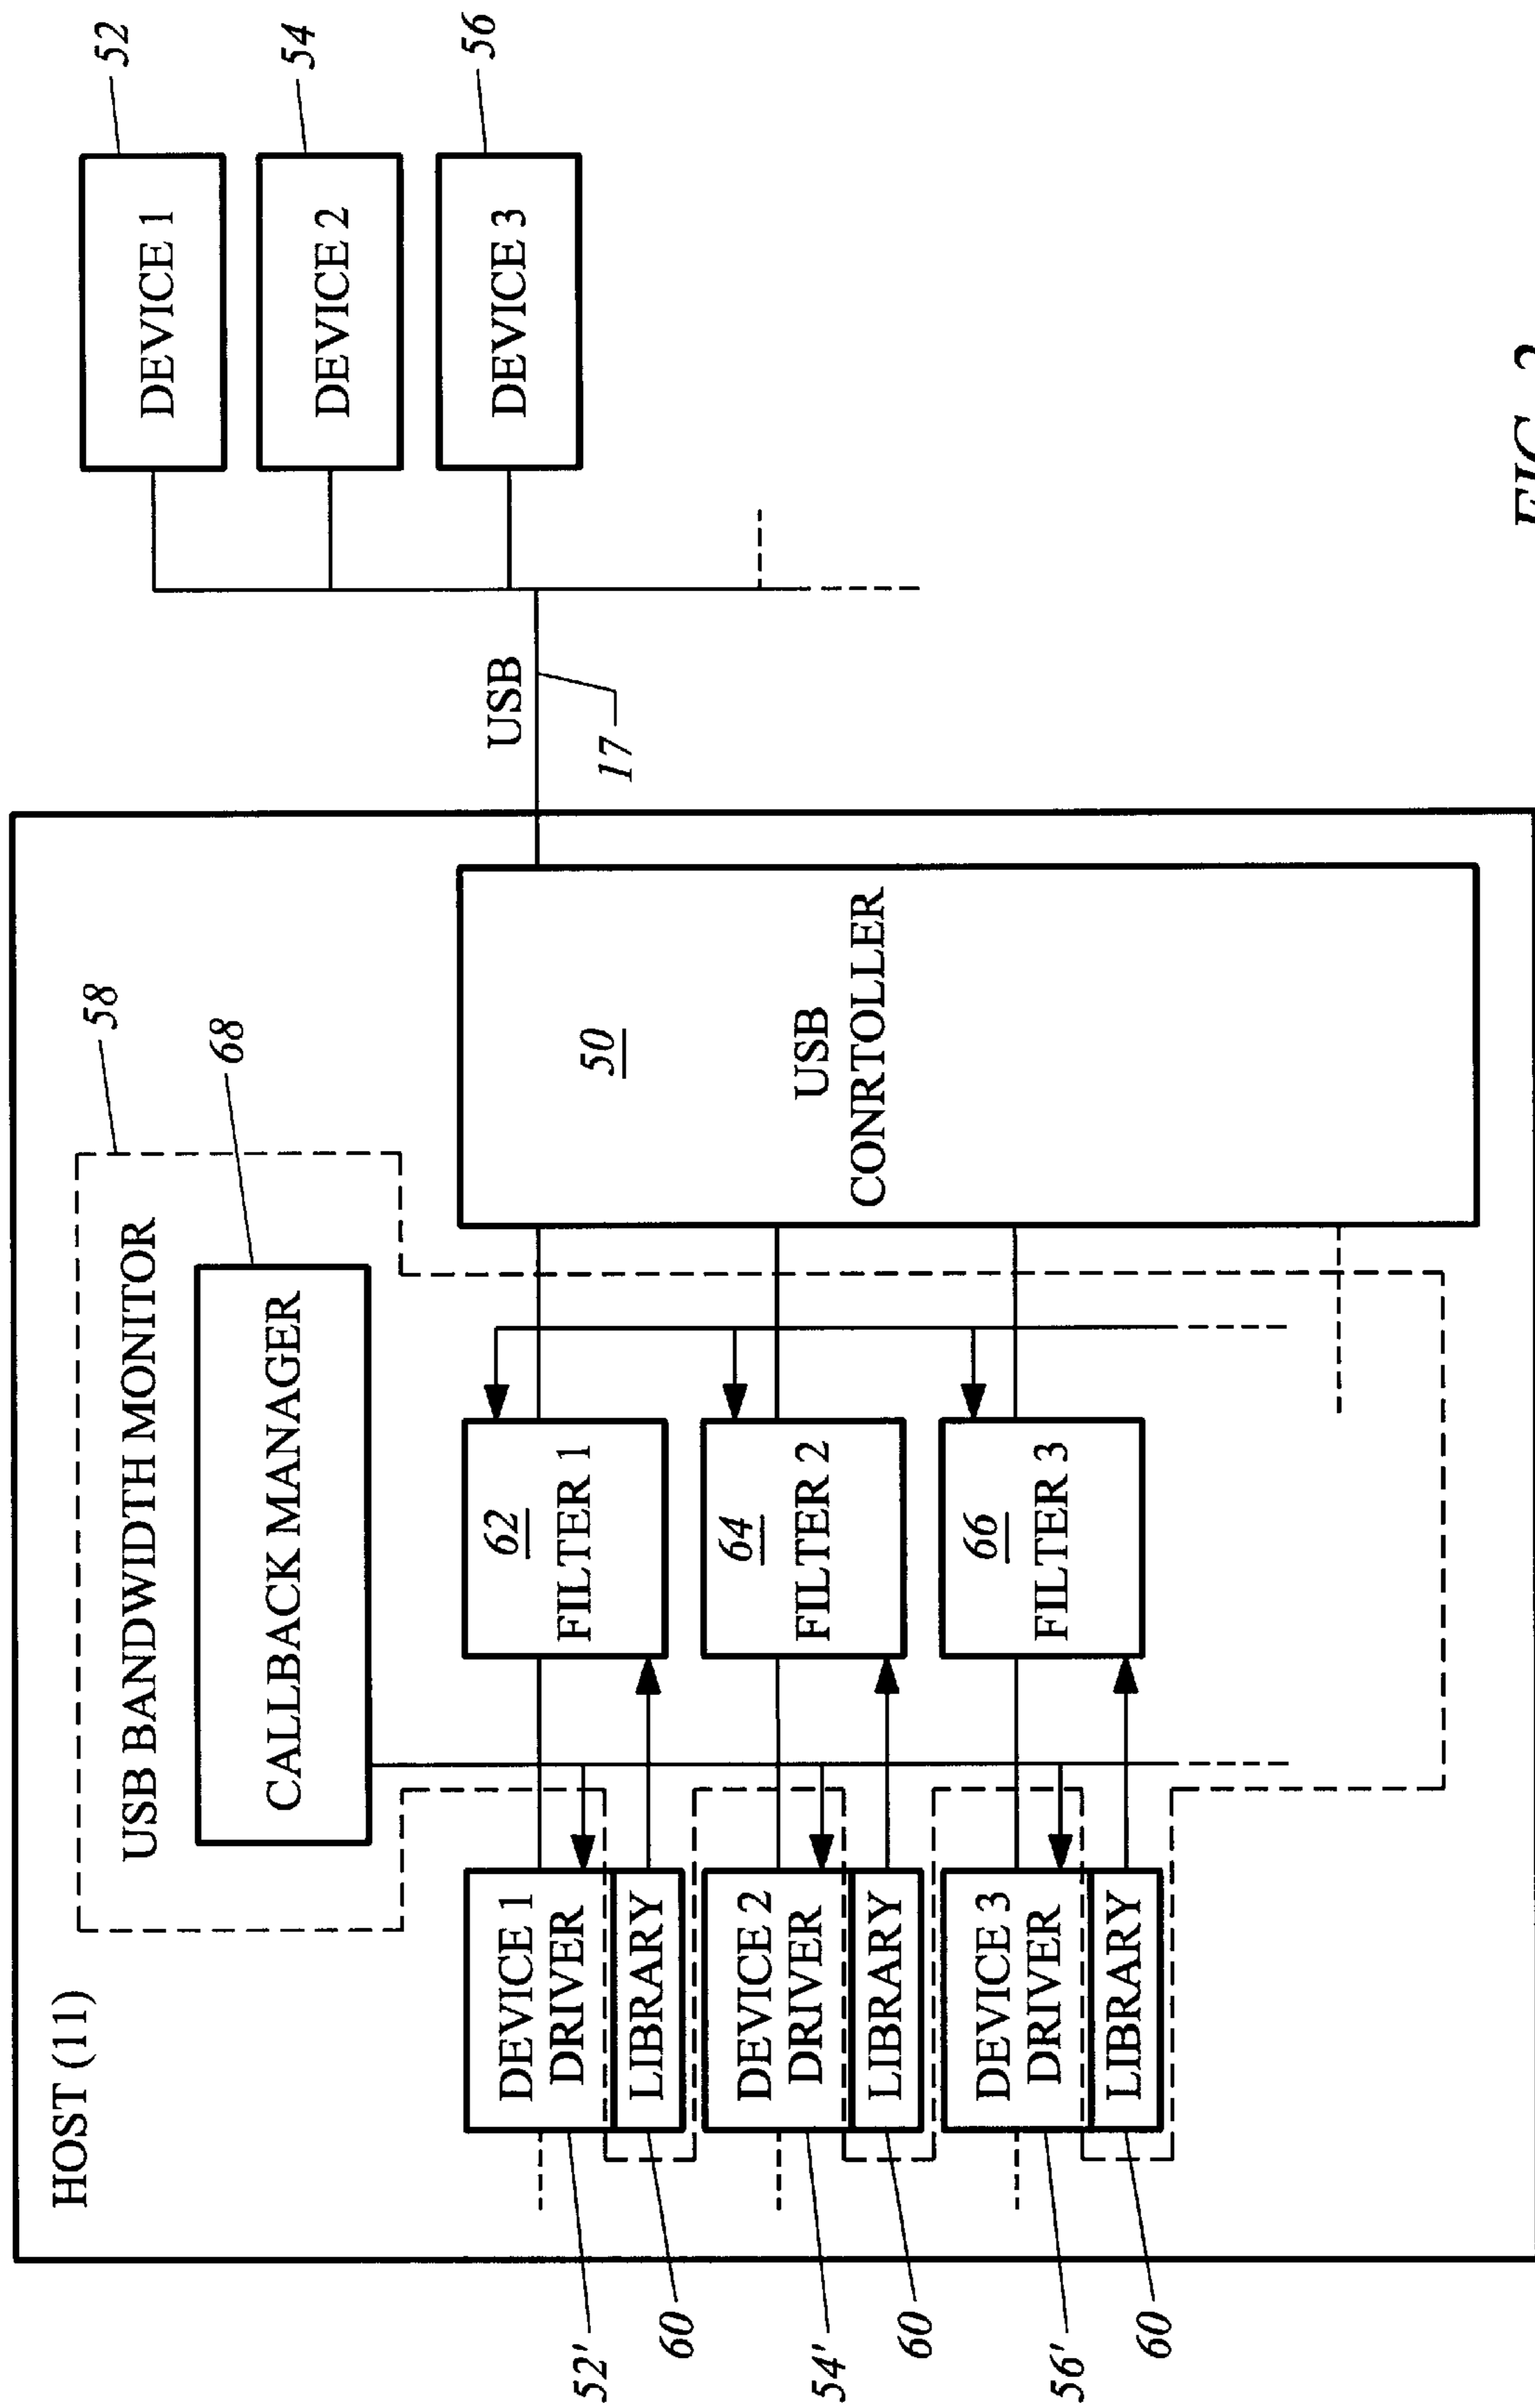 HOST (11)
USB BANDWIDTH MONITOR
58
CALLBACK MANAGER
68
DEVICE 1
DRIVER
LIBRARY
52'
60
DEVICE 2
DRIVER
LIBRARY
54'
60
DEVICE 3
DRIVER
LIBRARY
56'
60
62
FILTER 1
64
FILTER 2
66
FILTER 3
50
USB
CONRTOLLER
USB
17
DEVICE 1
52
DEVICE 2
54
DEVICE 3
56